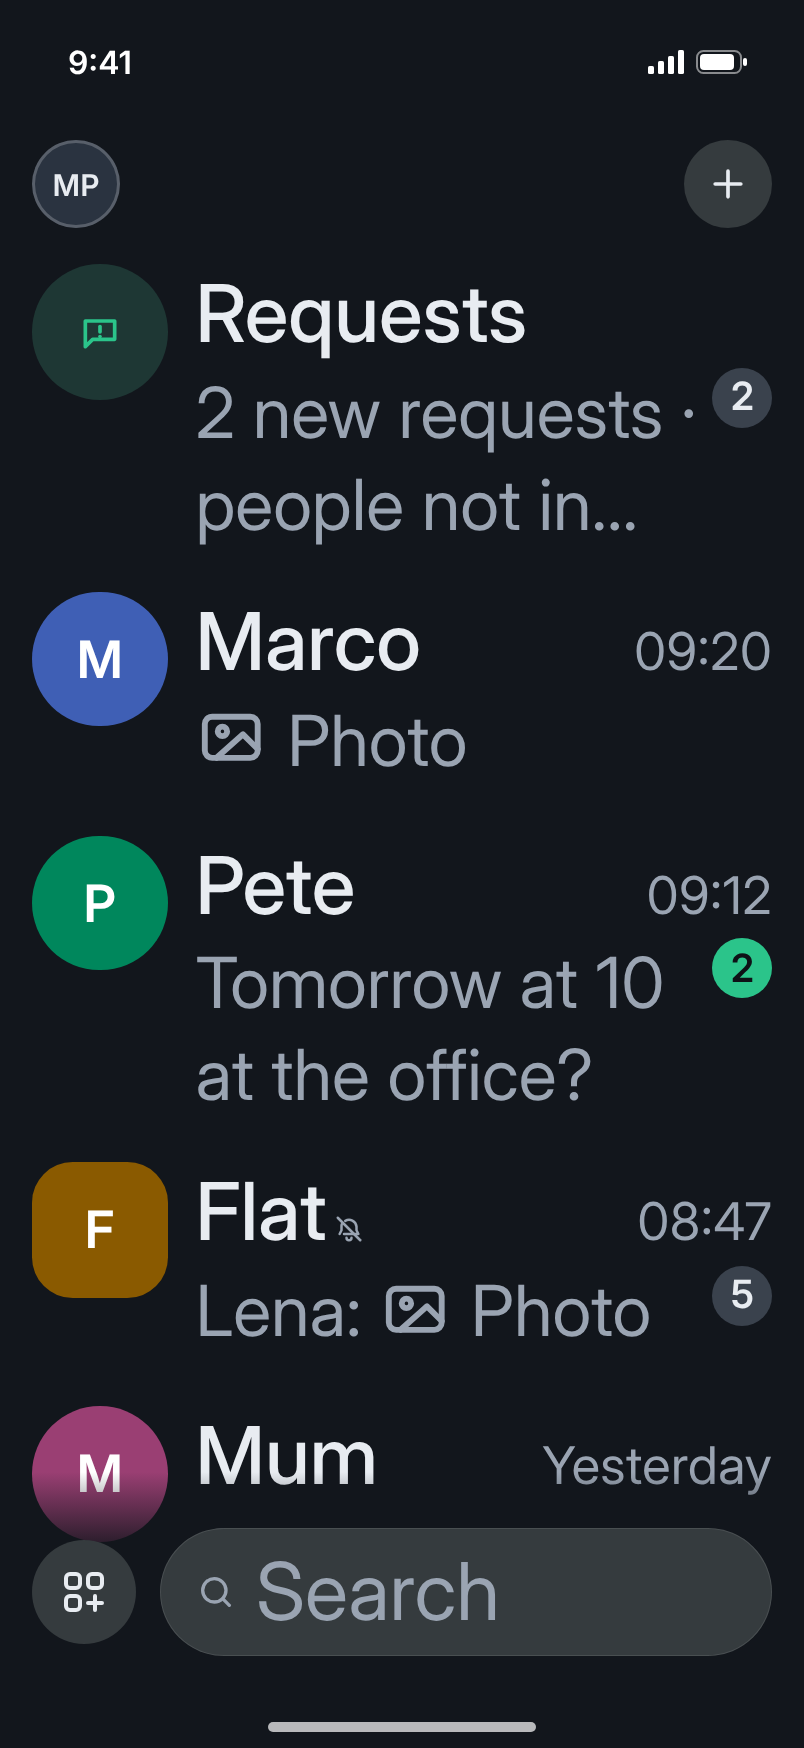 9:41
MP
Requests
2 new requests ·
2
people not in...
M
Marco
09:20
Photo
P
Pete
09:12
Tomorrow at 10
2
at the office?
F
Flat
08:47
Lena: Photo
5
M
Mum
Yesterday
Search